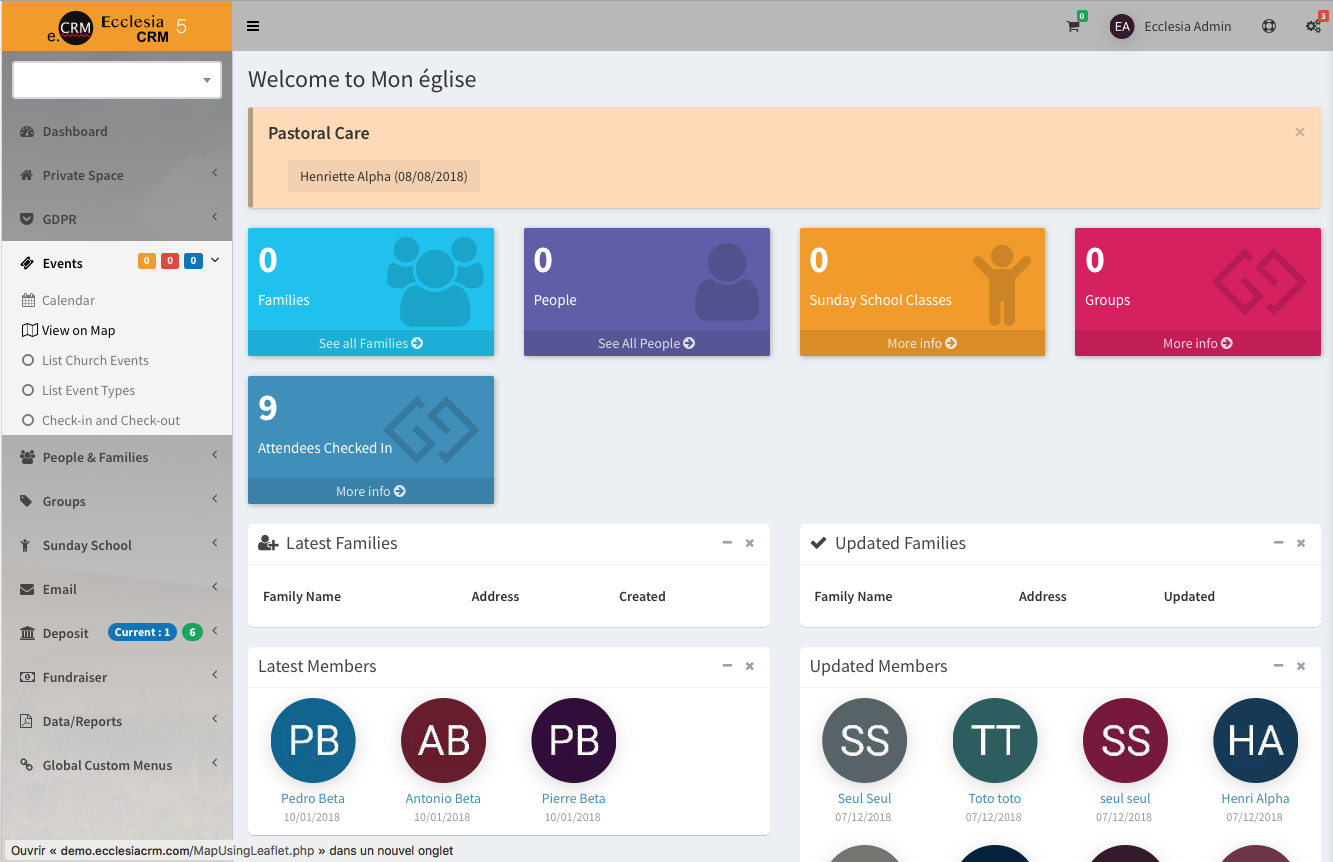 e. CRM Ecclesia CRM 5
0
EA Ecclesia Admin
3
Welcome to Mon église
Pastoral Care
×
Henriette Alpha (08/08/2018)
Dashboard
Private Space
GDPR
Events 0 0 0
Calendar
View on Map
List Church Events
List Event Types
Check-in and Check-out
People & Families
Groups
Sunday School
Email
Deposit Current : 1 6
Fundraiser
Data/Reports
Global Custom Menus
0
Families
See all Families
0
People
See All People
0
Sunday School Classes
More info
0
Groups
More info
9
Attendees Checked In
More info
Latest Families
Family Name Address Created
Updated Families
Family Name Address Updated
Latest Members
PB AB PB
Pedro Beta Antonio Beta Pierre Beta
10/01/2018 10/01/2018 10/01/2018
Updated Members
SS TT SS HA
Seul Seul Toto toto seul seul Henri Alpha
07/12/2018 07/12/2018 07/12/2018 07/12/2018
Ouvrir « demo.ecclesiacrm.com/MapUsingLeaflet.php » dans un nouvel onglet